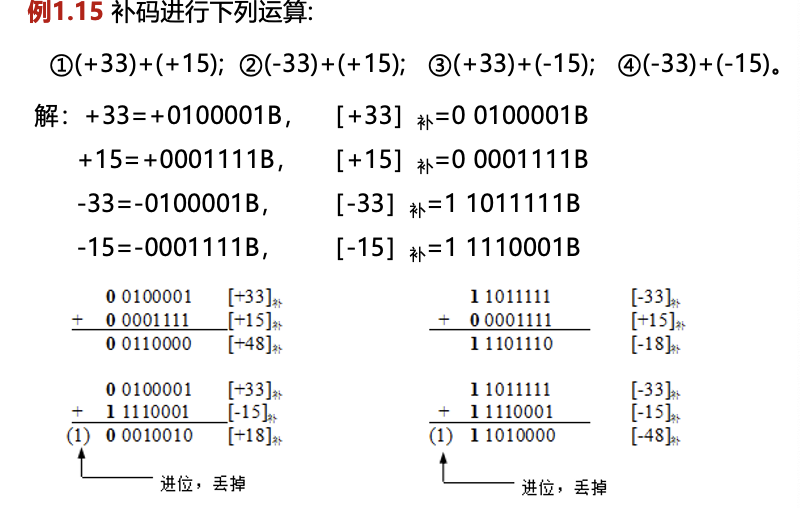 例1.15 补码进行下列运算:
①(+33)+(+15); ②(-33)+(+15); ③(+33)+(-15); ④(-33)+(-15)。
解：+33=+0100001B， [+33] 补=0 0100001B
+15=+0001111B， [+15] 补=0 0001111B
-33=-0100001B， [-33] 补=1 1011111B
-15=-0001111B， [-15] 补=1 1110001B
0 0100001 [+33]补
+ 0 0001111 [+15]补
0 0110000 [+48]补
1 1011111 [-33]补
+ 0 0001111 [+15]补
1 1101110 [-18]补
0 0100001 [+33]补
+ 1 1110001 [-15]补
(1) 0 0010010 [+18]补
进位，丢掉
1 1011111 [-33]补
+ 1 1110001 [-15]补
(1) 1 1010000 [-48]补
进位，丢掉